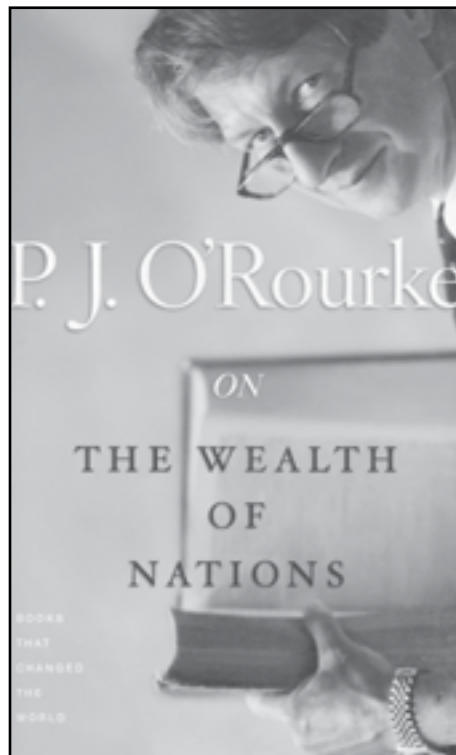 P. J. O'Rourke
ON
THE WEALTH
OF
NATIONS
BOOKS
THAT
CHANGED
THE
WORLD